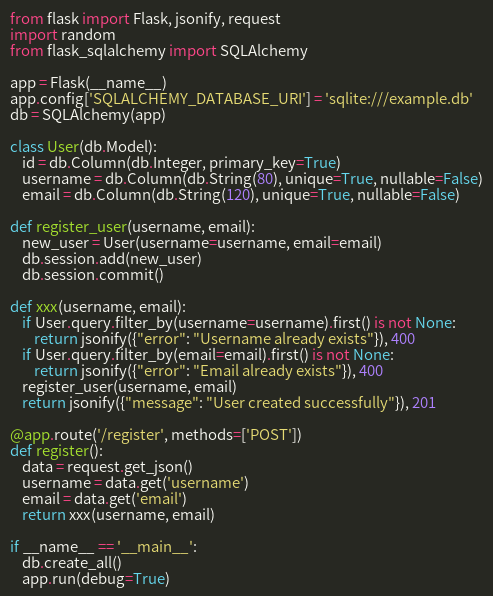 from flask import Flask, jsonify, request
import random
from flask_sqlalchemy import SQLAlchemy

app = Flask(__name__)
app.config['SQLALCHEMY_DATABASE_URI'] = 'sqlite:///example.db'
db = SQLAlchemy(app)

class User(db.Model):
    id = db.Column(db.Integer, primary_key=True)
    username = db.Column(db.String(80), unique=True, nullable=False)
    email = db.Column(db.String(120), unique=True, nullable=False)

def register_user(username, email):
    new_user = User(username=username, email=email)
    db.session.add(new_user)
    db.session.commit()

def xxx(username, email):
    if User.query.filter_by(username=username).first() is not None:
        return jsonify({"error": "Username already exists"}), 400
    if User.query.filter_by(email=email).first() is not None:
        return jsonify({"error": "Email already exists"}), 400
    register_user(username, email)
    return jsonify({"message": "User created successfully"}), 201

@app.route('/register', methods=['POST'])
def register():
    data = request.get_json()
    username = data.get('username')
    email = data.get('email')
    return xxx(username, email)

if __name__ == '__main__':
    db.create_all()
    app.run(debug=True)